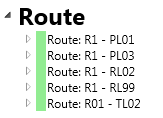 Route
Route: R1 - PL01
Route: R1 - PL03
Route: R1 - RL02
Route: R1 - RL99
Route: R01 - TL02